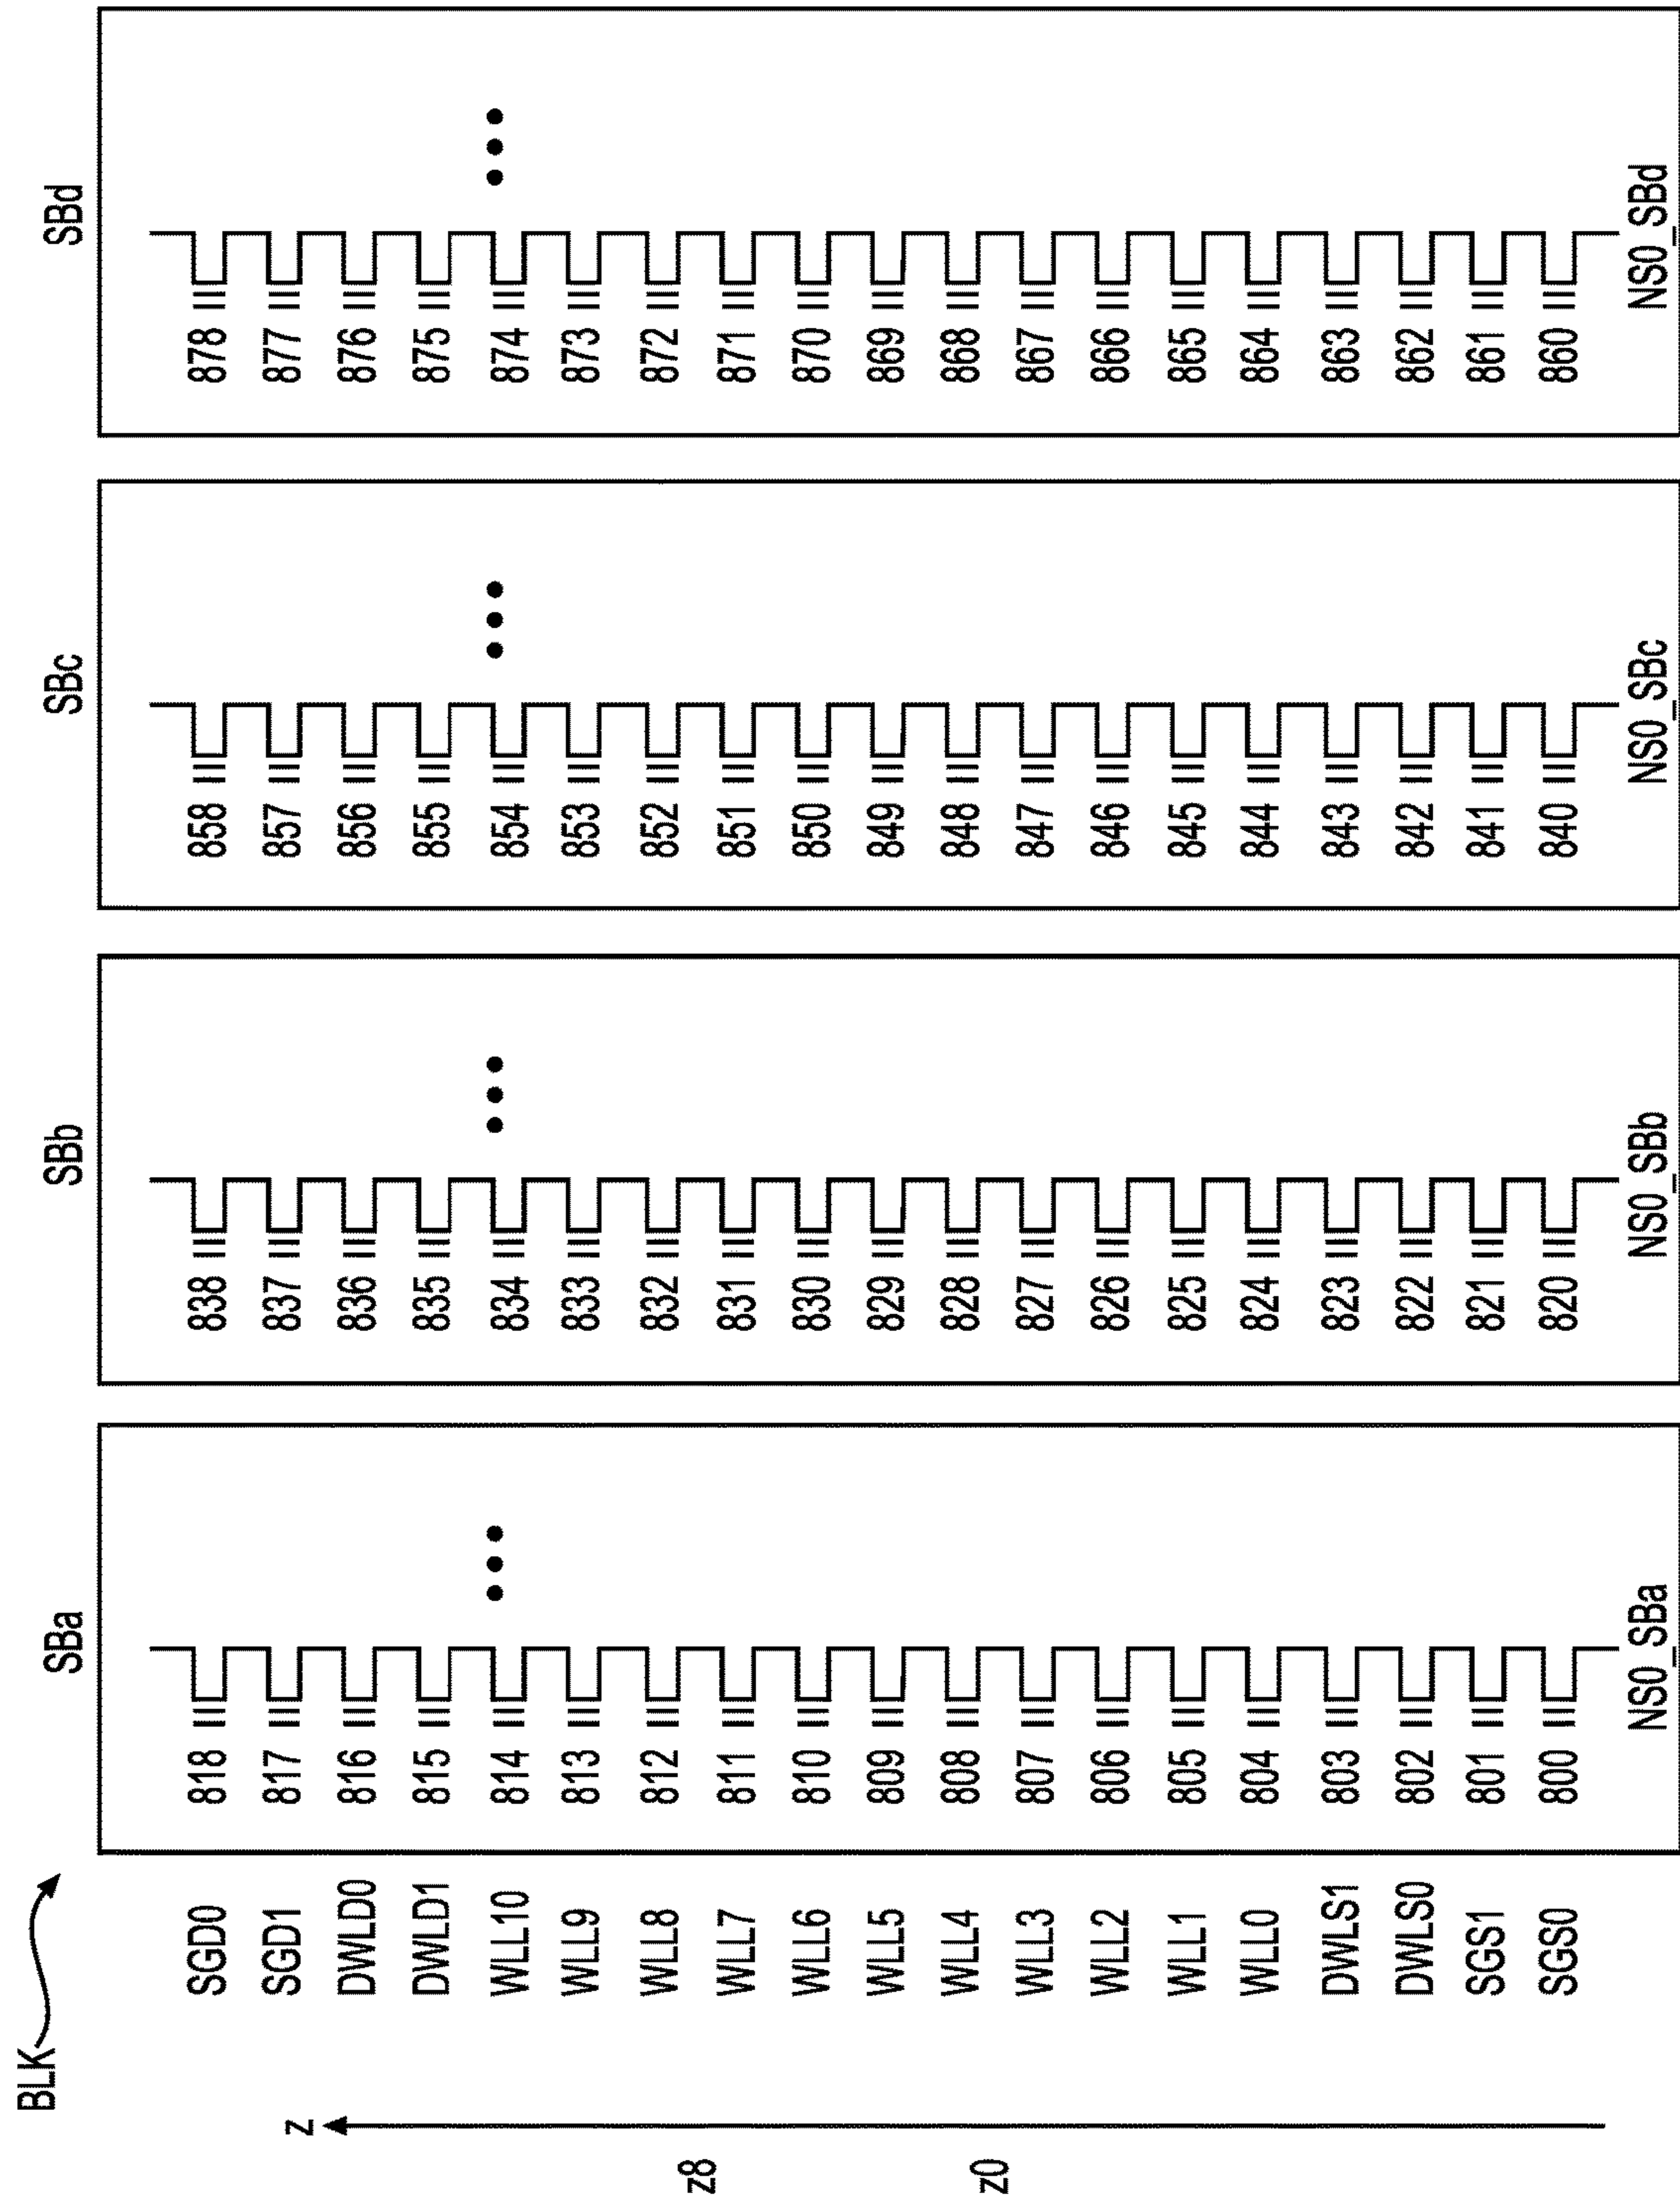 BLK
SBa SBb SBc SBd
SGD0 818 838 858 878
SGD1 817 837 857 877
DWLD0 816 836 856 876
DWLD1 815 835 855 875
WLL10 814 834 854 874
WLL9 813 833 853 873
WLL8 812 832 852 872
WLL7 811 831 851 871
WLL6 810 830 850 870
WLL5 809 829 849 869
WLL4 808 828 848 868
WLL3 807 827 847 867
WLL2 806 826 846 866
WLL1 805 825 845 865
WLL0 804 824 844 864
DWLS1 803 823 843 863
DWLS0 802 822 842 862
SGS1 801 821 841 861
SGS0 800 820 840 860
NS0_SBa NS0_SBb NS0_SBc NS0_SBd
z
z8
z0